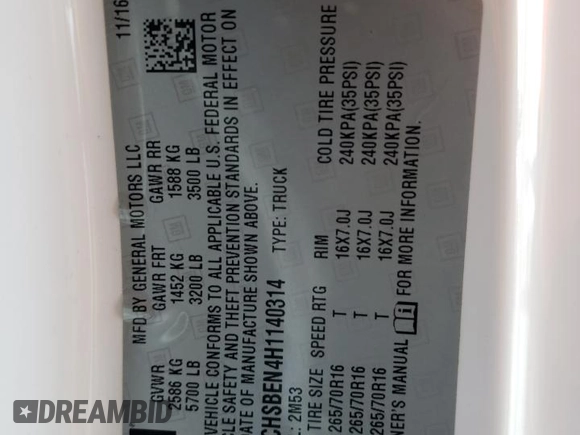 11/16
MFD BY GENERAL MOTORS LLC
GVWR GAWR FRT GAWR RR
2586 KG 1452 KG 1588 KG
5700 LB 3200 LB 3500 LB
VEHICLE CONFORMS TO ALL APPLICABLE U.S. FEDERAL MOTOR
CLE SAFETY AND THEFT PREVENTION STANDARDS IN EFFECT ON
DATE OF MANUFACTURE SHOWN ABOVE.
CHSBEN4H1140314 TYPE: TRUCK
.: 2M53
TIRE SIZE SPEED RTG RIM COLD TIRE PRESSURE
265/70R16 T 16X7.0J 240KPA(35PSI)
265/70R16 T 16X7.0J 240KPA(35PSI)
265/70R16 T 16X7.0J 240KPA(35PSI)
ER'S MANUAL FOR MORE INFORMATION.
DREAMBID